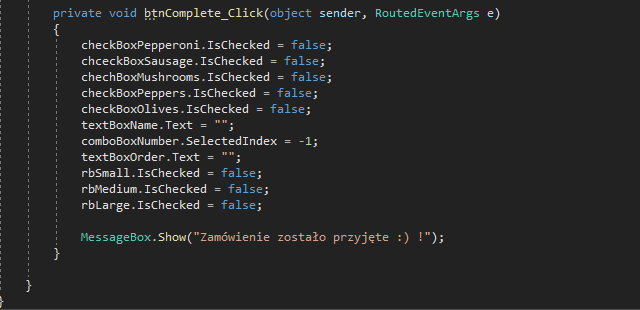 private void btnComplete_Click(object sender, RoutedEventArgs e)
{
checkBoxPepperoni.IsChecked = false;
chceckBoxSausage.IsChecked = false;
chechBoxMushrooms.IsChecked = false;
checkBoxPeppers.IsChecked = false;
checkBoxOlives.IsChecked = false;
textBoxName.Text = "";
comboBoxNumber.SelectedIndex = -1;
textBoxOrder.Text = "";
rbSmall.IsChecked = false;
rbMedium.IsChecked = false;
rbLarge.IsChecked = false;
MessageBox.Show("Zamówienie zostało przyjęte :) !");
}
}
}